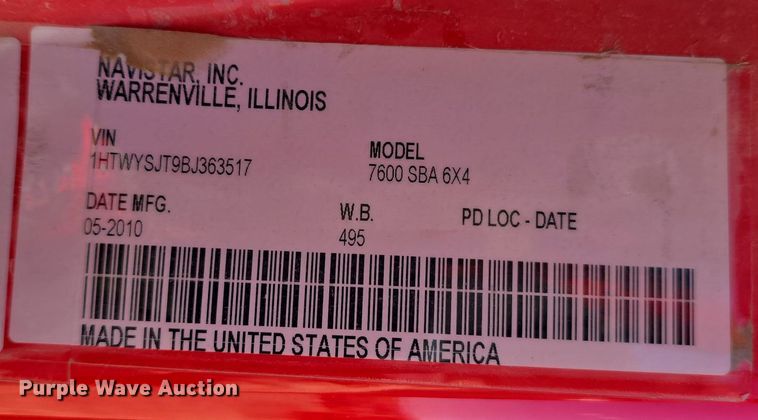 NAVISTAR, INC.
WARRENVILLE, ILLINOIS
VIN
1HTWYSJT9BJ363517
MODEL
7600 SBA 6X4
DATE MFG.
05-2010
W.B.
495
PD LOC - DATE
MADE IN THE UNITED STATES OF AMERICA
Purple Wave Auction